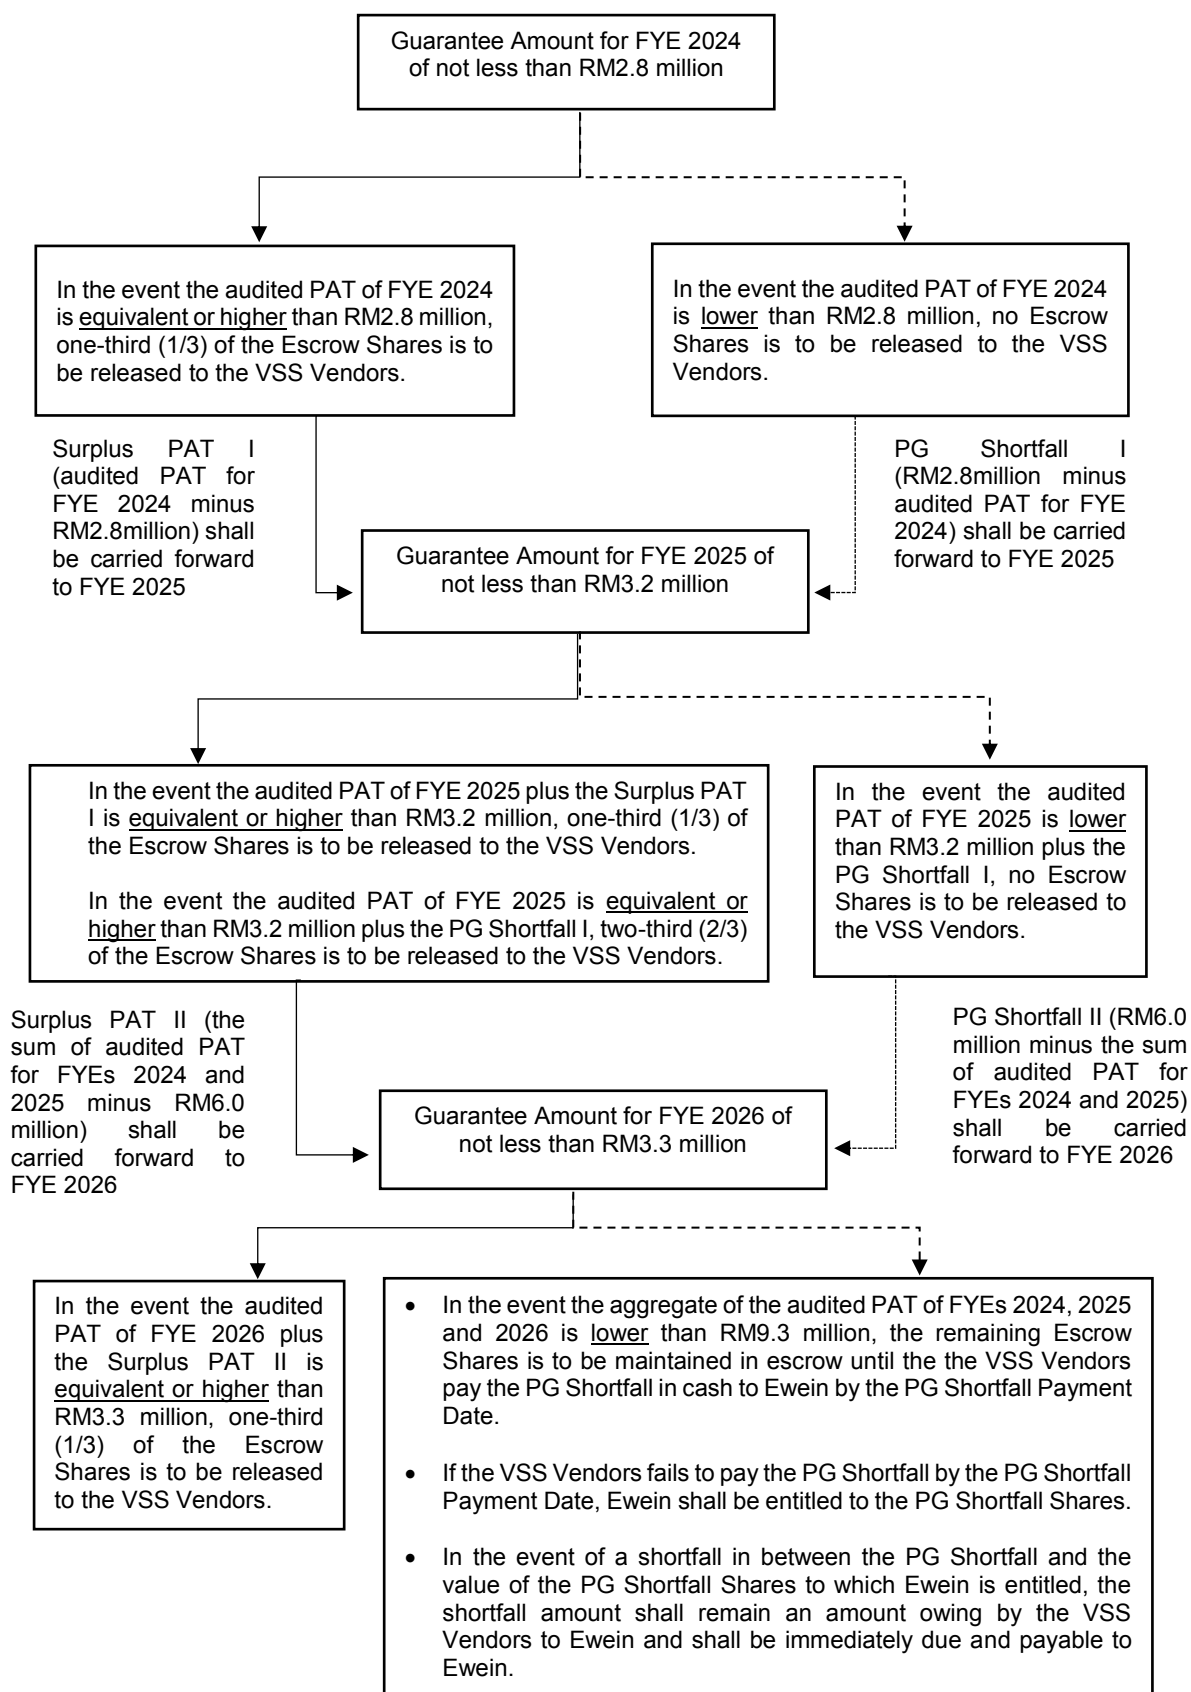 Guarantee Amount for FYE 2024
of not less than RM2.8 million
In the event the audited PAT of FYE 2024
is equivalent or higher than RM2.8 million,
one-third (1/3) of the Escrow Shares is to
be released to the VSS Vendors.
In the event the audited PAT of FYE 2024
is lower than RM2.8 million, no Escrow
Shares is to be released to the VSS
Vendors.
Surplus PAT I
(audited PAT for
FYE 2024 minus
RM2.8million) shall
be carried forward
to FYE 2025
PG Shortfall I
(RM2.8million minus
audited PAT for FYE
2024) shall be carried
forward to FYE 2025
Guarantee Amount for FYE 2025 of
not less than RM3.2 million
In the event the audited PAT of FYE 2025 plus the Surplus PAT
I is equivalent or higher than RM3.2 million, one-third (1/3) of
the Escrow Shares is to be released to the VSS Vendors.
In the event the audited PAT of FYE 2025 is equivalent or
higher than RM3.2 million plus the PG Shortfall I, two-third (2/3)
of the Escrow Shares is to be released to the VSS Vendors.
In the event the audited
PAT of FYE 2025 is lower
than RM3.2 million plus the
PG Shortfall I, no Escrow
Shares is to be released to
the VSS Vendors.
Surplus PAT II (the
sum of audited PAT
for FYEs 2024 and
2025 minus RM6.0
million) shall be
carried forward to
FYE 2026
PG Shortfall II (RM6.0
million minus the sum
of audited PAT for
FYEs 2024 and 2025)
shall be carried
forward to FYE 2026
Guarantee Amount for FYE 2026 of
not less than RM3.3 million
In the event the audited
PAT of FYE 2026 plus
the Surplus PAT II is
equivalent or higher than
RM3.3 million, one-third
(1/3) of the Escrow
Shares is to be released
to the VSS Vendors.
• In the event the aggregate of the audited PAT of FYEs 2024, 2025
and 2026 is lower than RM9.3 million, the remaining Escrow
Shares is to be maintained in escrow until the the VSS Vendors
pay the PG Shortfall in cash to Ewein by the PG Shortfall Payment
Date.
• If the VSS Vendors fails to pay the PG Shortfall by the PG Shortfall
Payment Date, Ewein shall be entitled to the PG Shortfall Shares.
• In the event of a shortfall in between the PG Shortfall and the
value of the PG Shortfall Shares to which Ewein is entitled, the
shortfall amount shall remain an amount owing by the VSS
Vendors to Ewein and shall be immediately due and payable to
Ewein.